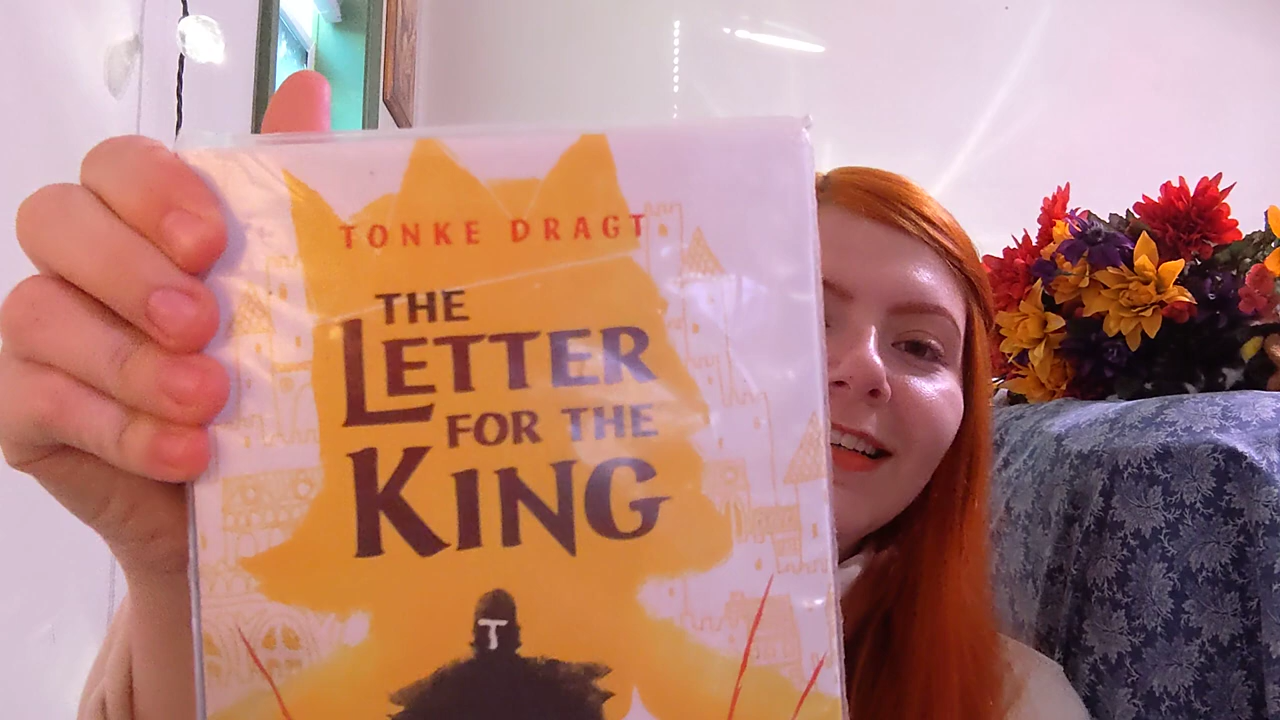 TONKE DRAGT
THE
LETTER
FOR THE
KING